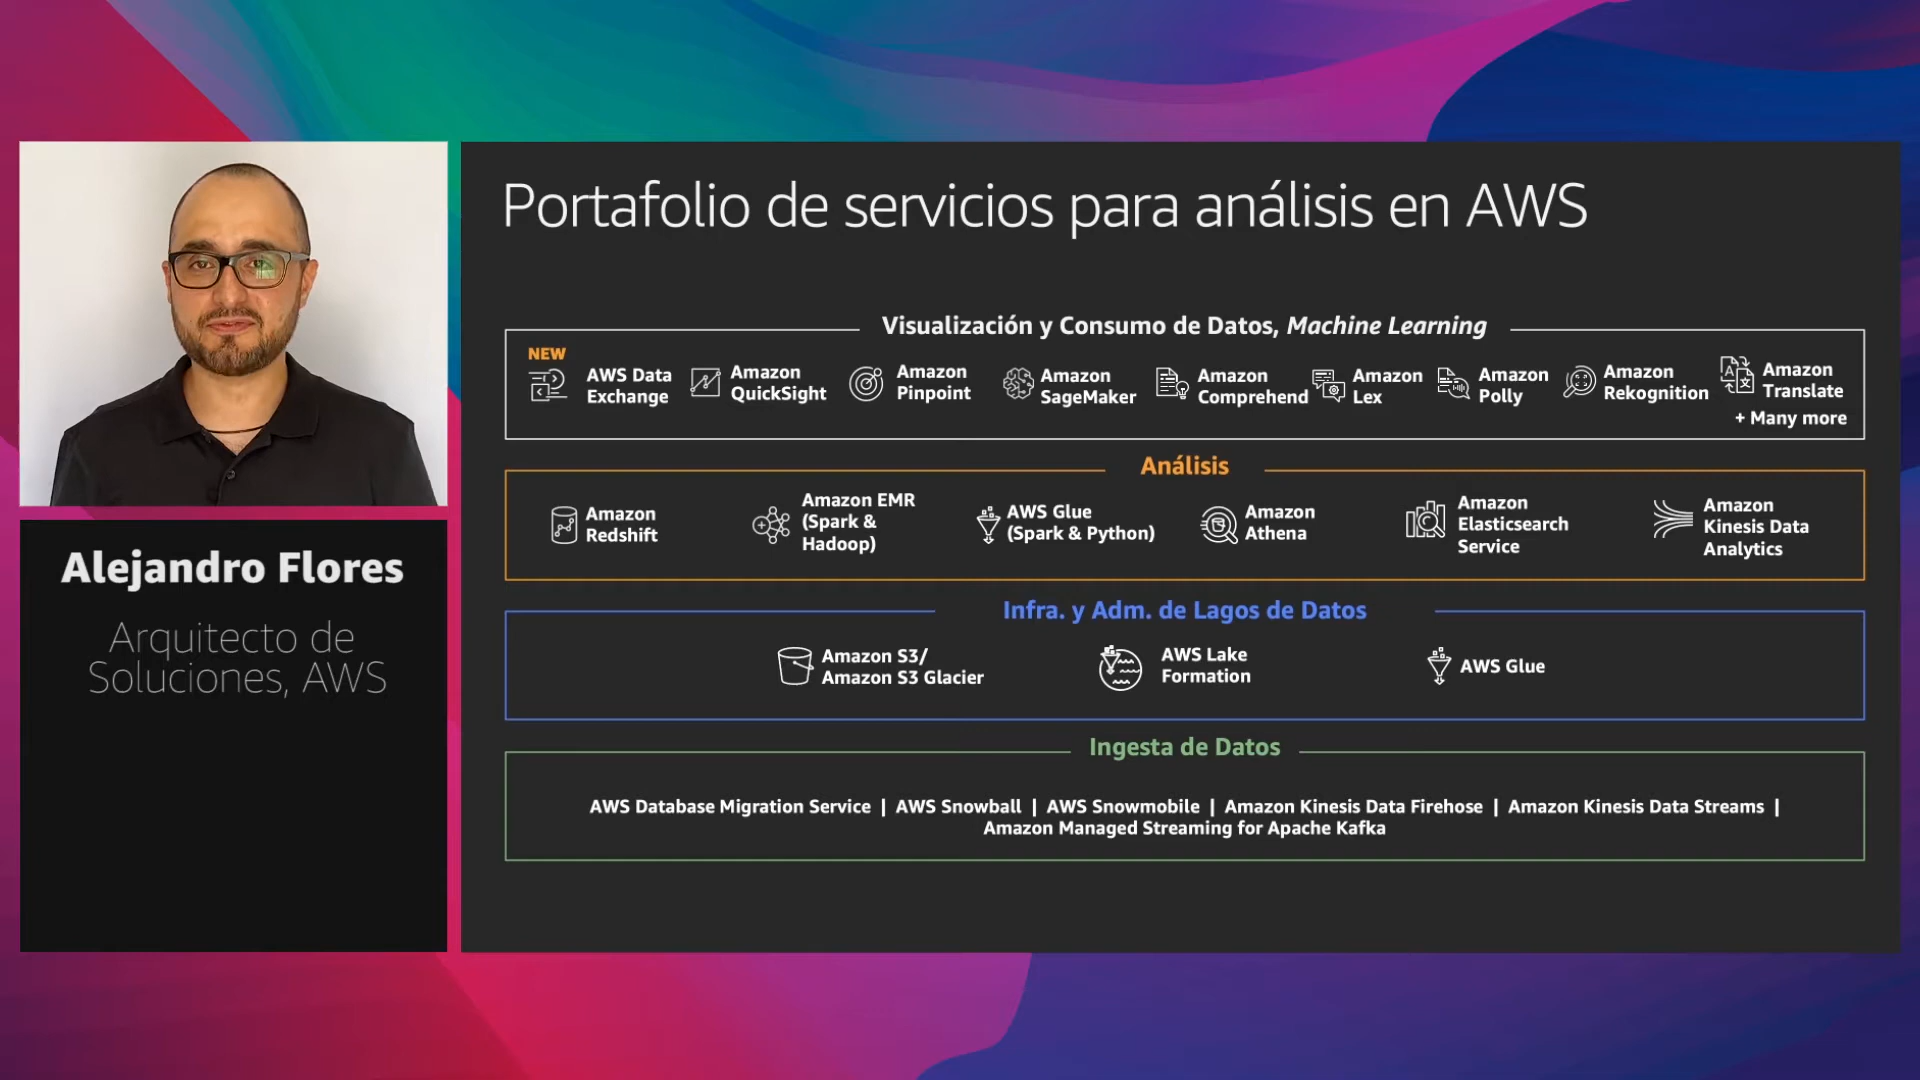 Portafolio de servicios para análisis en AWS
Visualización y Consumo de Datos, Machine Learning
NEW
AWS Data
Exchange
Amazon
QuickSight
Amazon
Pinpoint
Amazon
SageMaker
Amazon
Comprehend
Amazon
Lex
Amazon
Polly
Amazon
Rekognition
Amazon
Translate
+ Many more
Análisis
Amazon
Redshift
Amazon EMR
(Spark &
Hadoop)
AWS Glue
(Spark & Python)
Amazon
Athena
Amazon
Elasticsearch
Service
Amazon
Kinesis Data
Analytics
Infra. y Adm. de Lagos de Datos
Amazon S3/
Amazon S3 Glacier
AWS Lake
Formation
AWS Glue
Ingesta de Datos
AWS Database Migration Service | AWS Snowball | AWS Snowmobile | Amazon Kinesis Data Firehose | Amazon Kinesis Data Streams |
Amazon Managed Streaming for Apache Kafka
Alejandro Flores
Arquitecto de
Soluciones, AWS